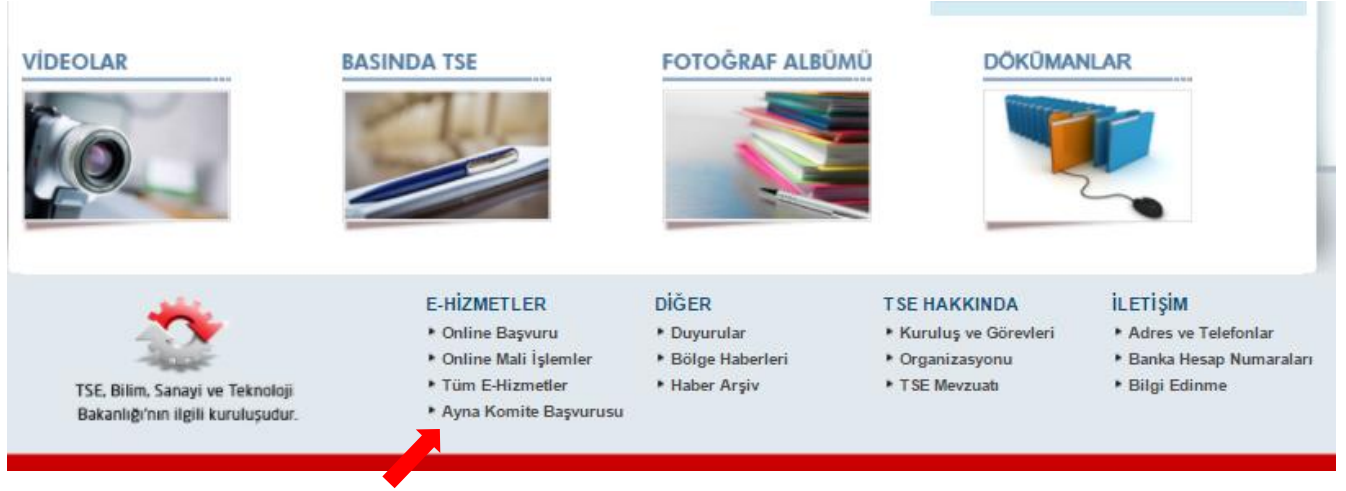 VİDEOLAR
BASINDA TSE
FOTOĞRAF ALBÜMÜ
DÖKÜMANLAR
TSE, Bilim, Sanayi ve Teknoloji
Bakanlığı'nın ilgili kuruluşudur.
E-HİZMETLER
Online Başvuru
Online Mali İşlemler
Tüm E-Hizmetler
Ayna Komite Başvurusu
DİĞER
Duyurular
Bölge Haberleri
Haber Arşiv
TSE HAKKINDA
Kuruluş ve Görevleri
Organizasyonu
TSE Mevzuatı
İLETİŞİM
Adres ve Telefonlar
Banka Hesap Numaraları
Bilgi Edinme